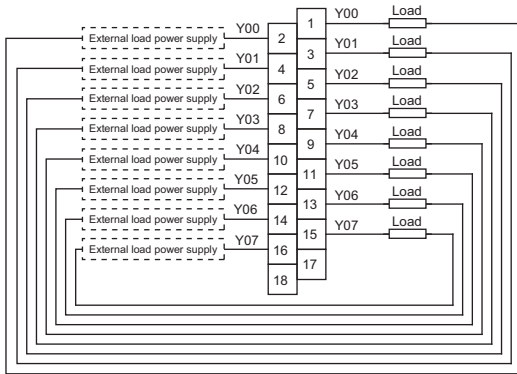 Y00 Load
1
External load power supply Y00
2
Y01 Load
3
External load power supply Y01
4
Y02 Load
5
External load power supply Y02
6
Y03 Load
7
External load power supply Y03
8
Y04 Load
9
External load power supply Y04
10
Y05 Load
11
External load power supply Y05
12
Y06 Load
13
External load power supply Y06
14
Y07 Load
15
External load power supply Y07
16
17
18